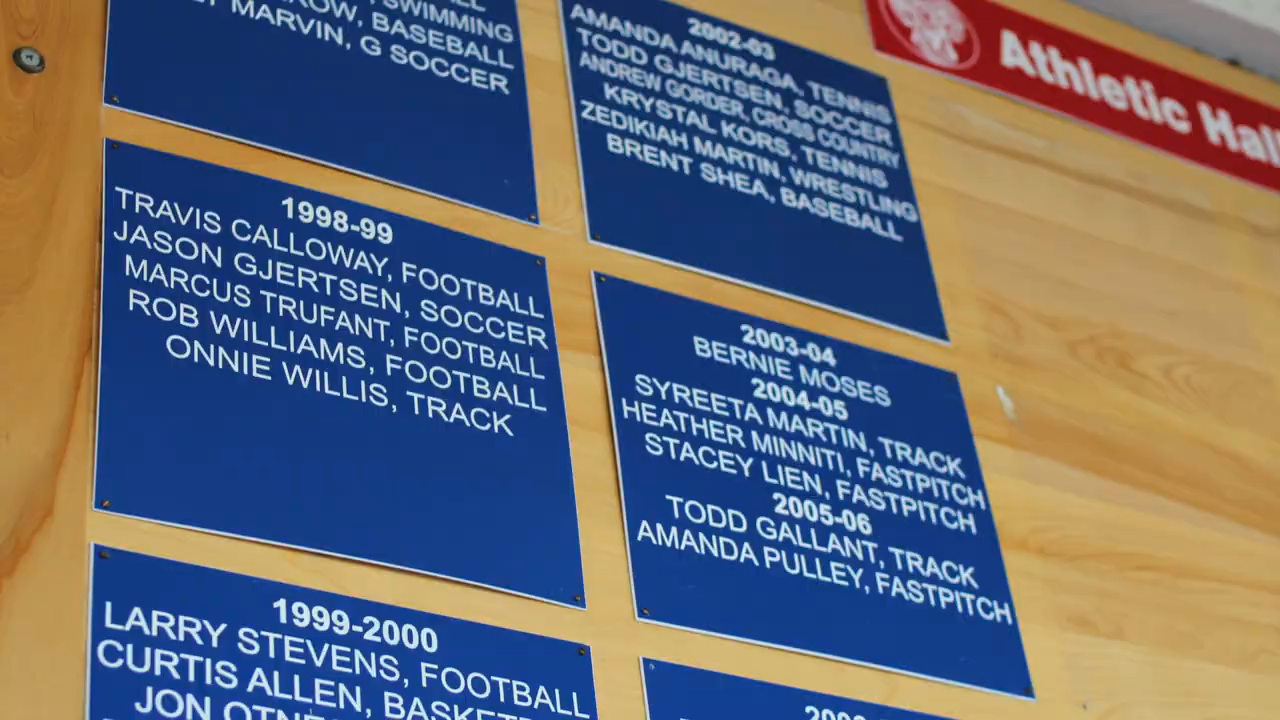 SWIMMING
BASEBALL
MARVIN, G SOCCER
1998-99
TRAVIS CALLOWAY, FOOTBALL
JASON GJERTSEN, SOCCER
MARCUS TRUFANT, FOOTBALL
ROB WILLIAMS, FOOTBALL
ONNIE WILLIS, TRACK
1999-2000
LARRY STEVENS, FOOTBALL
CURTIS ALLEN,
JON
2002-03
AMANDA ANURAGA, TENNIS
TODD GJERTSEN, SOCCER
ANDREW GORDER, CROSS COUNTRY
KRYSTAL KORS, TENNIS
ZEDIKIAH MARTIN, WRESTLING
BRENT SHEA, BASEBALL
2003-04
BERNIE MOSES
2004-05
SYREETA MARTIN, TRACK
HEATHER MINNITI, FASTPITCH
STACEY LIEN, FASTPITCH
2005-06
TODD GALLANT, TRACK
AMANDA PULLEY, FASTPITCH
Athletic Hall